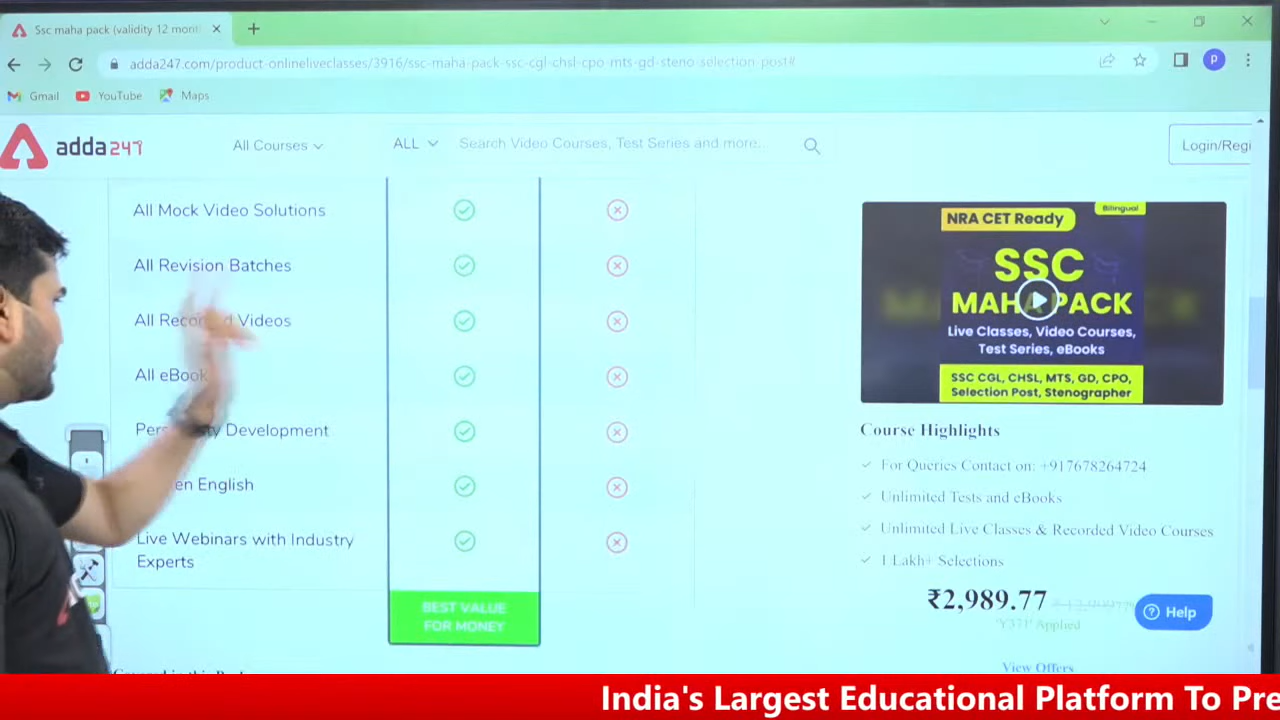 Ssc maha pack (validity 12 mont
adda247.com/product-onlineliveclasses/3916/ssc-maha-pack-ssc-cgl-chsl-cpo-mts-gd-steno-selection-post#
P
Gmail YouTube Maps
adda247 All Courses ALL Search Video Courses, Test Series and more... Login/Regi
All Mock Video Solutions
All Revision Batches
All Recorded Videos
All eBook
Development
English
Live Webinars with Industry
Experts
BEST VALUE
FOR MONEY
NRA CET Ready
Bilingual
SSC
MAHA PACK
Live Classes, Video Courses,
Test Series, eBooks
SSC CGL, CHSL, MTS, GD, CPO,
Selection Post, Stenographer
Course Highlights
For Queries Contact on: +917678264724
Unlimited Tests and eBooks
Unlimited Live Classes & Recorded Video Courses
1 Lakh+ Selections
₹2,989.77
'Y371' Applied
Help
View Offers
India's Largest Educational Platform To Pre